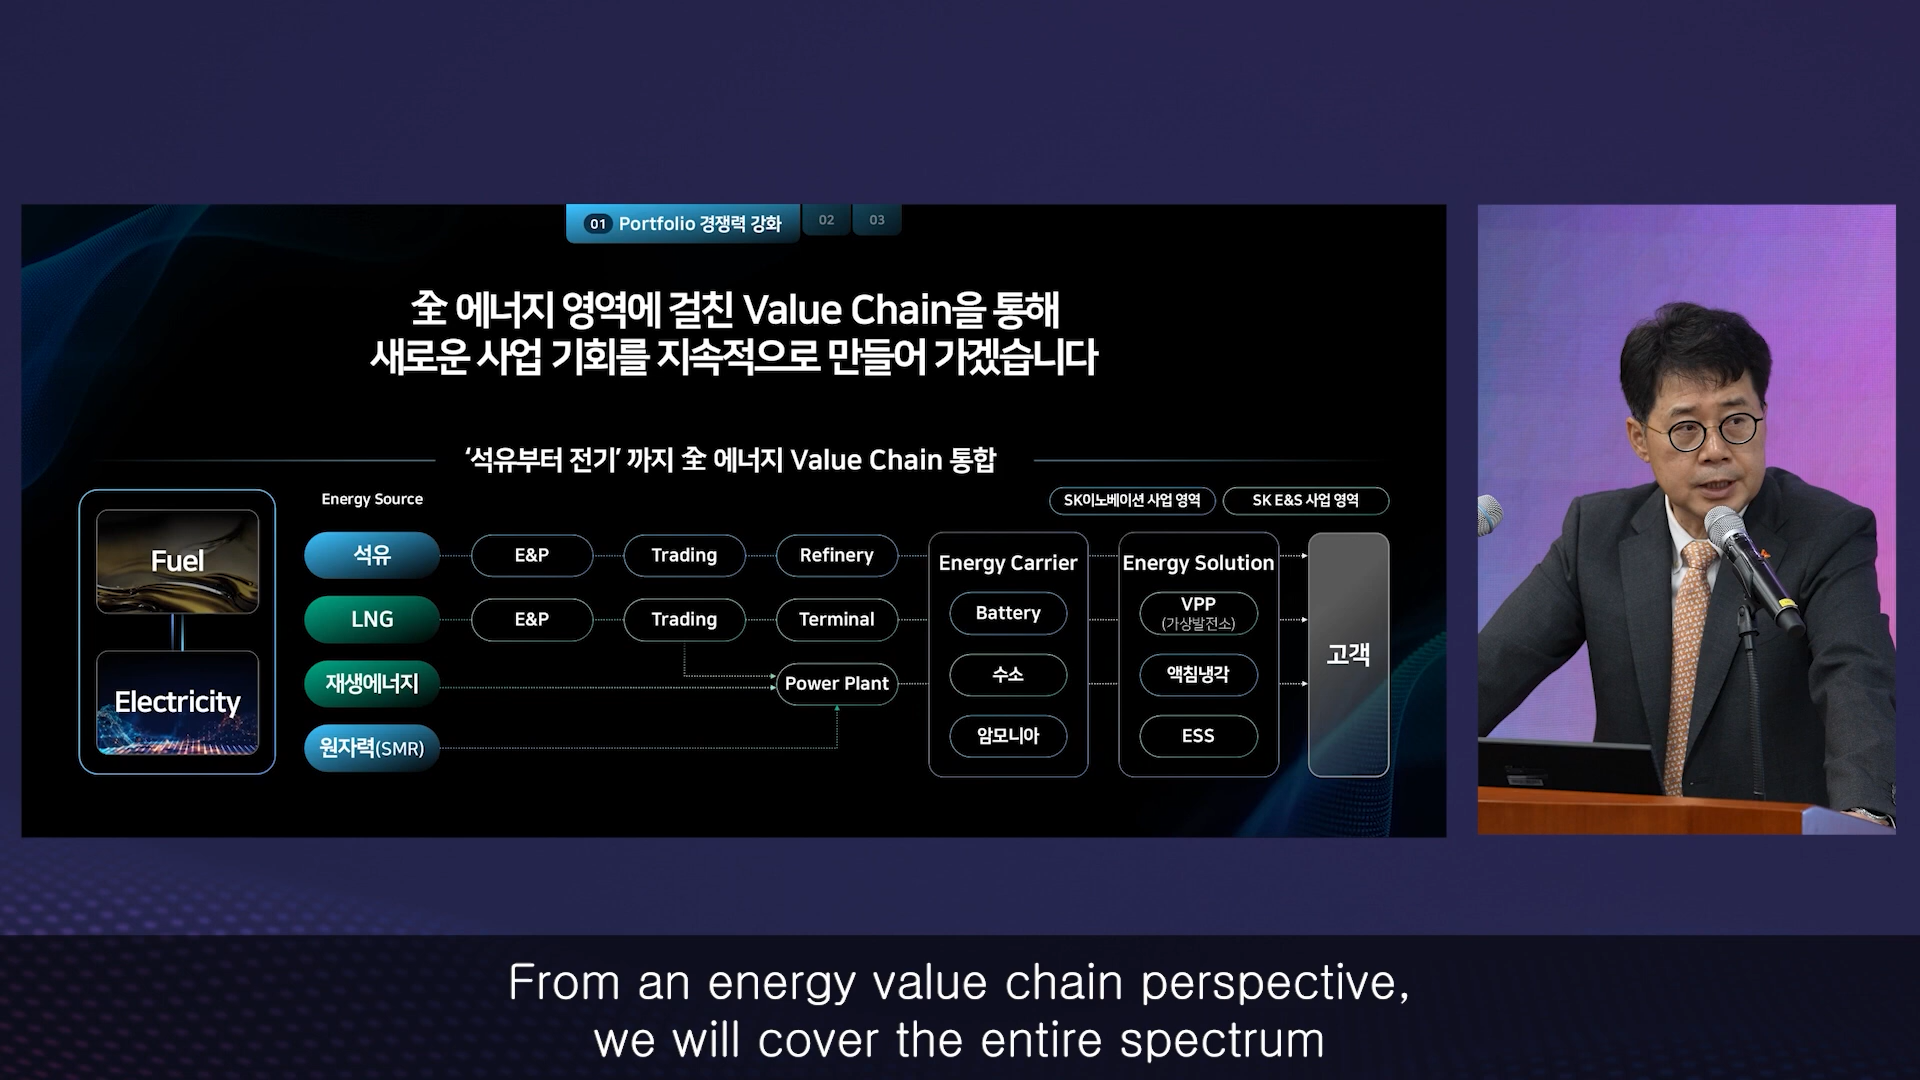 01 Portfolio 경쟁력 강화
02
03
全 에너지 영역에 걸친 Value Chain을 통해
새로운 사업 기회를 지속적으로 만들어 가겠습니다
‘석유부터 전기’ 까지 全 에너지 Value Chain 통합
Energy Source
SK이노베이션 사업 영역
SK E&S 사업 영역
Fuel
Electricity
석유
E&P
Trading
Refinery
LNG
E&P
Trading
Terminal
재생에너지
Power Plant
원자력(SMR)
Energy Carrier
Battery
수소
암모니아
Energy Solution
VPP
(가상발전소)
액침냉각
ESS
고객
From an energy value chain perspective,
we will cover the entire spectrum